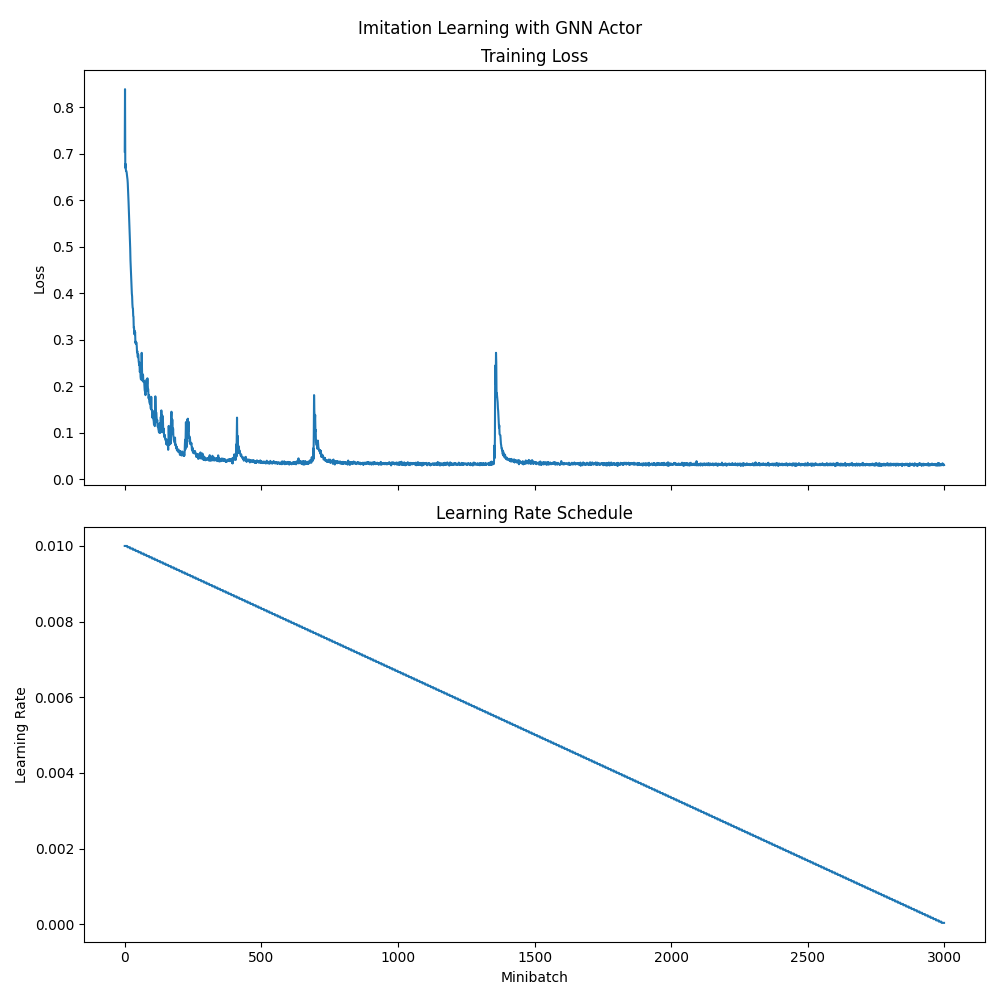 Imitation Learning with GNN Actor
Training Loss
0.8
0.7
0.6
0.5
0.4
0.3
0.2
0.1
0.0
Loss
Learning Rate Schedule
0.010
0.008
0.006
0.004
0.002
0.000
Learning Rate
0 500 1000 1500 2000 2500 3000
Minibatch